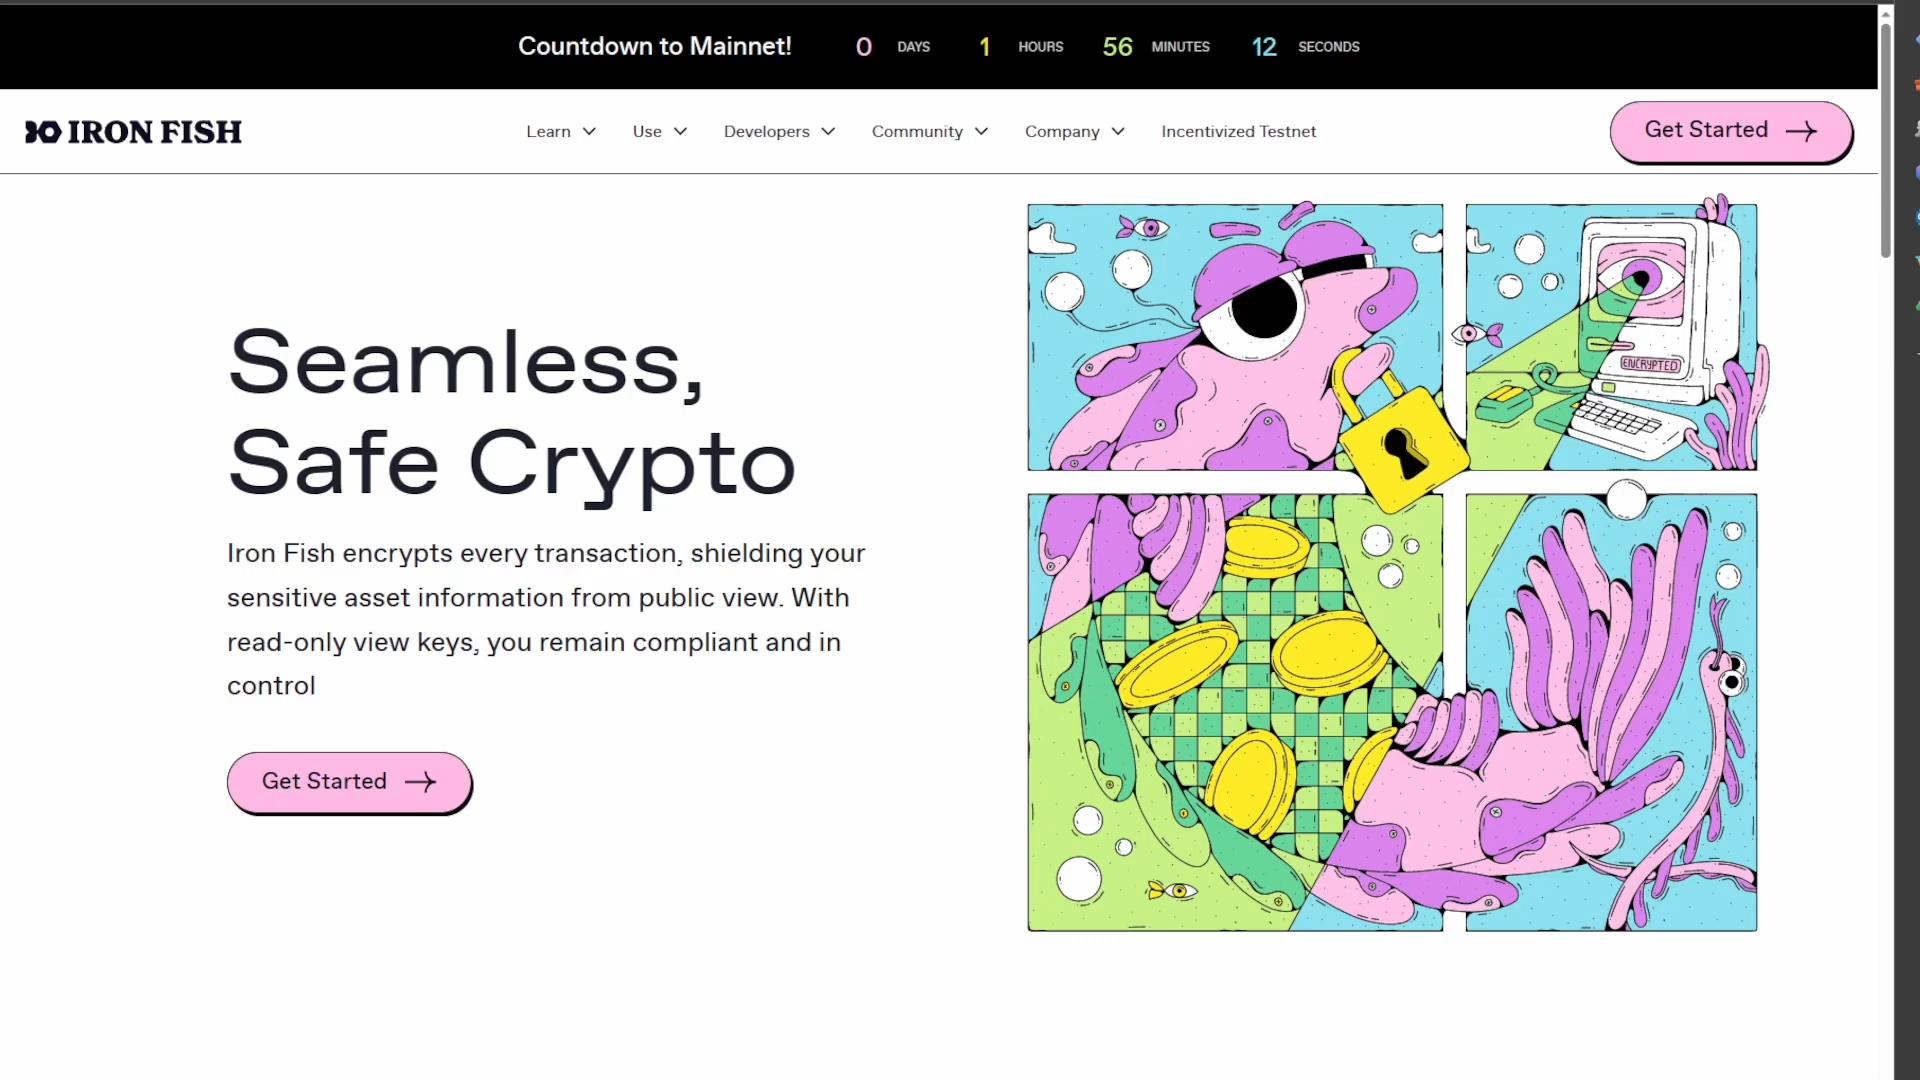 Countdown to Mainnet! 0 DAYS 1 HOURS 56 MINUTES 12 SECONDS
IRON FISH Learn Use Developers Community Company Incentivized Testnet Get Started
ENCRYPTED
Seamless,
Safe Crypto
Iron Fish encrypts every transaction, shielding your
sensitive asset information from public view. With
read-only view keys, you remain compliant and in
control
Get Started